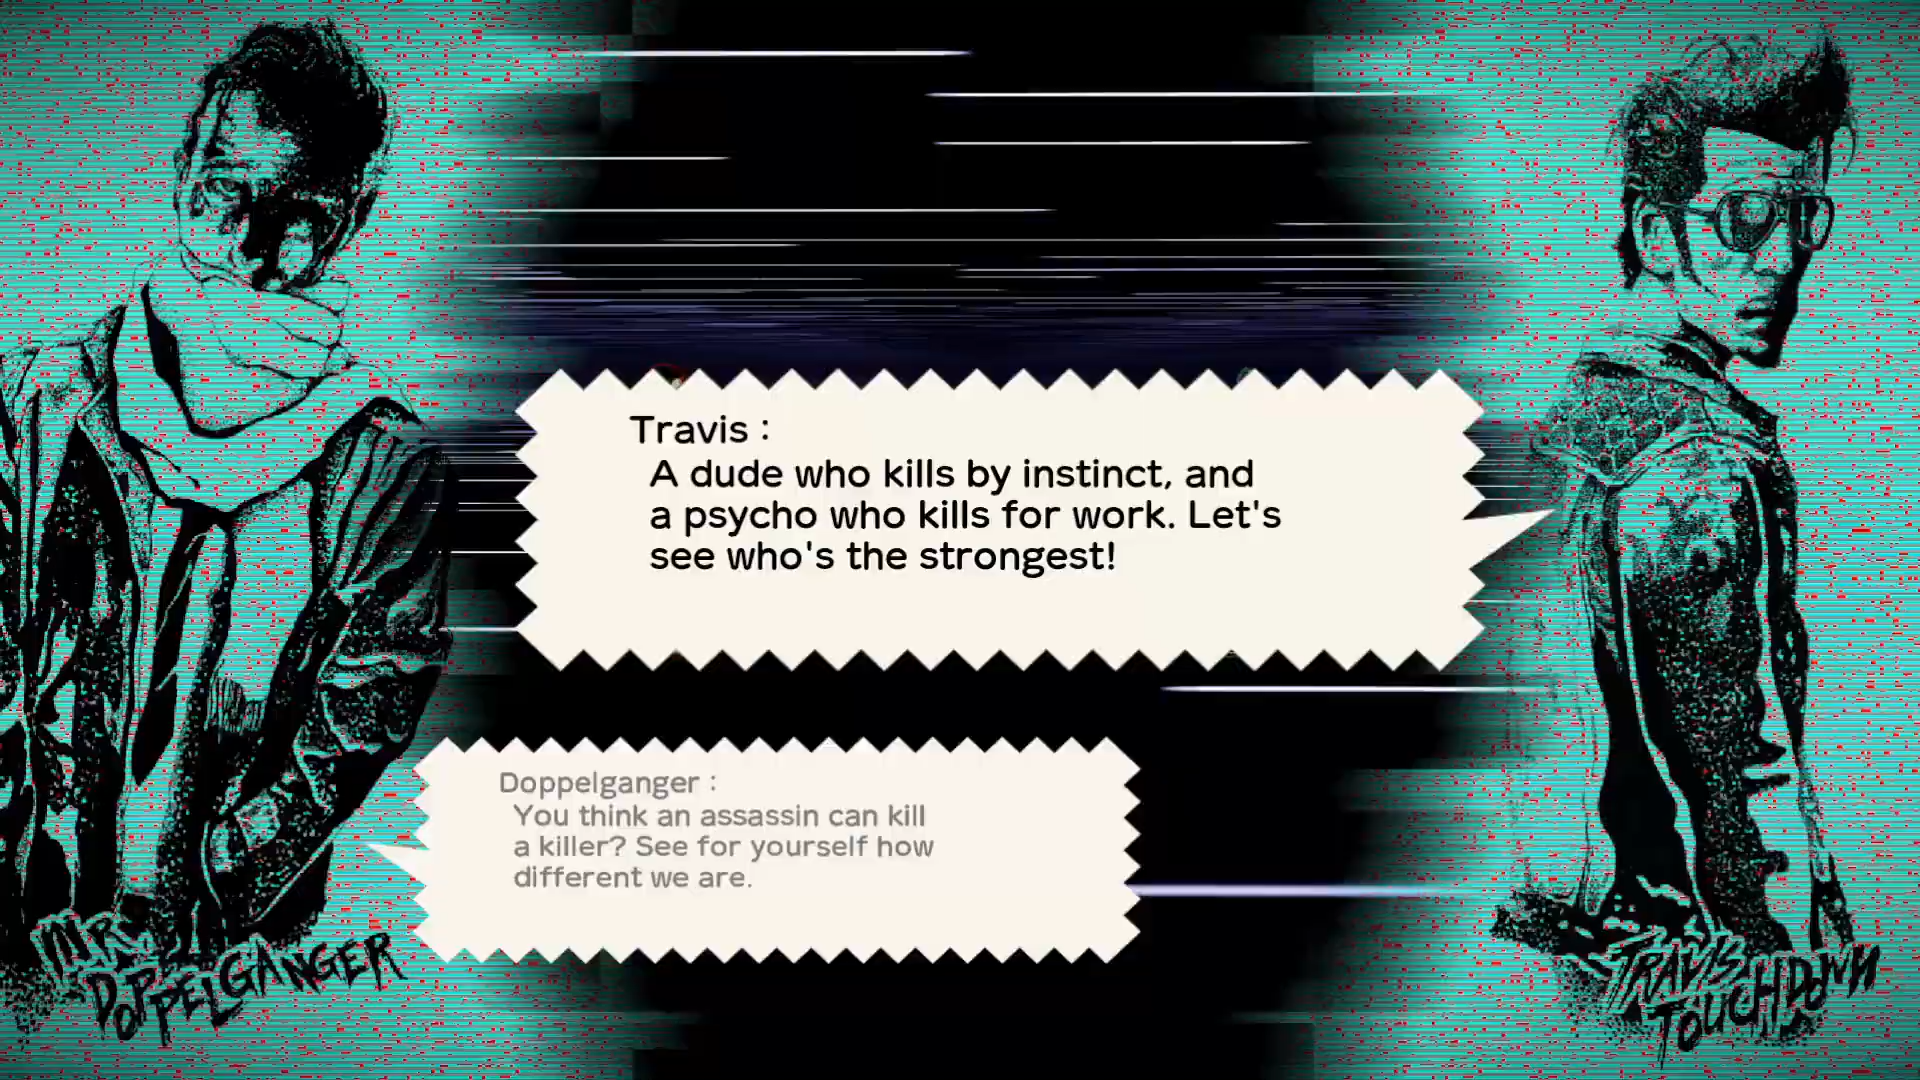 Travis :
A dude who kills by instinct, and
a psycho who kills for work. Let's
see who's the strongest!
Doppelganger :
You think an assassin can kill
a killer? See for yourself how
different we are.
MR.
DOPPELGANGER
TRAVIS
TOUCHDOWN